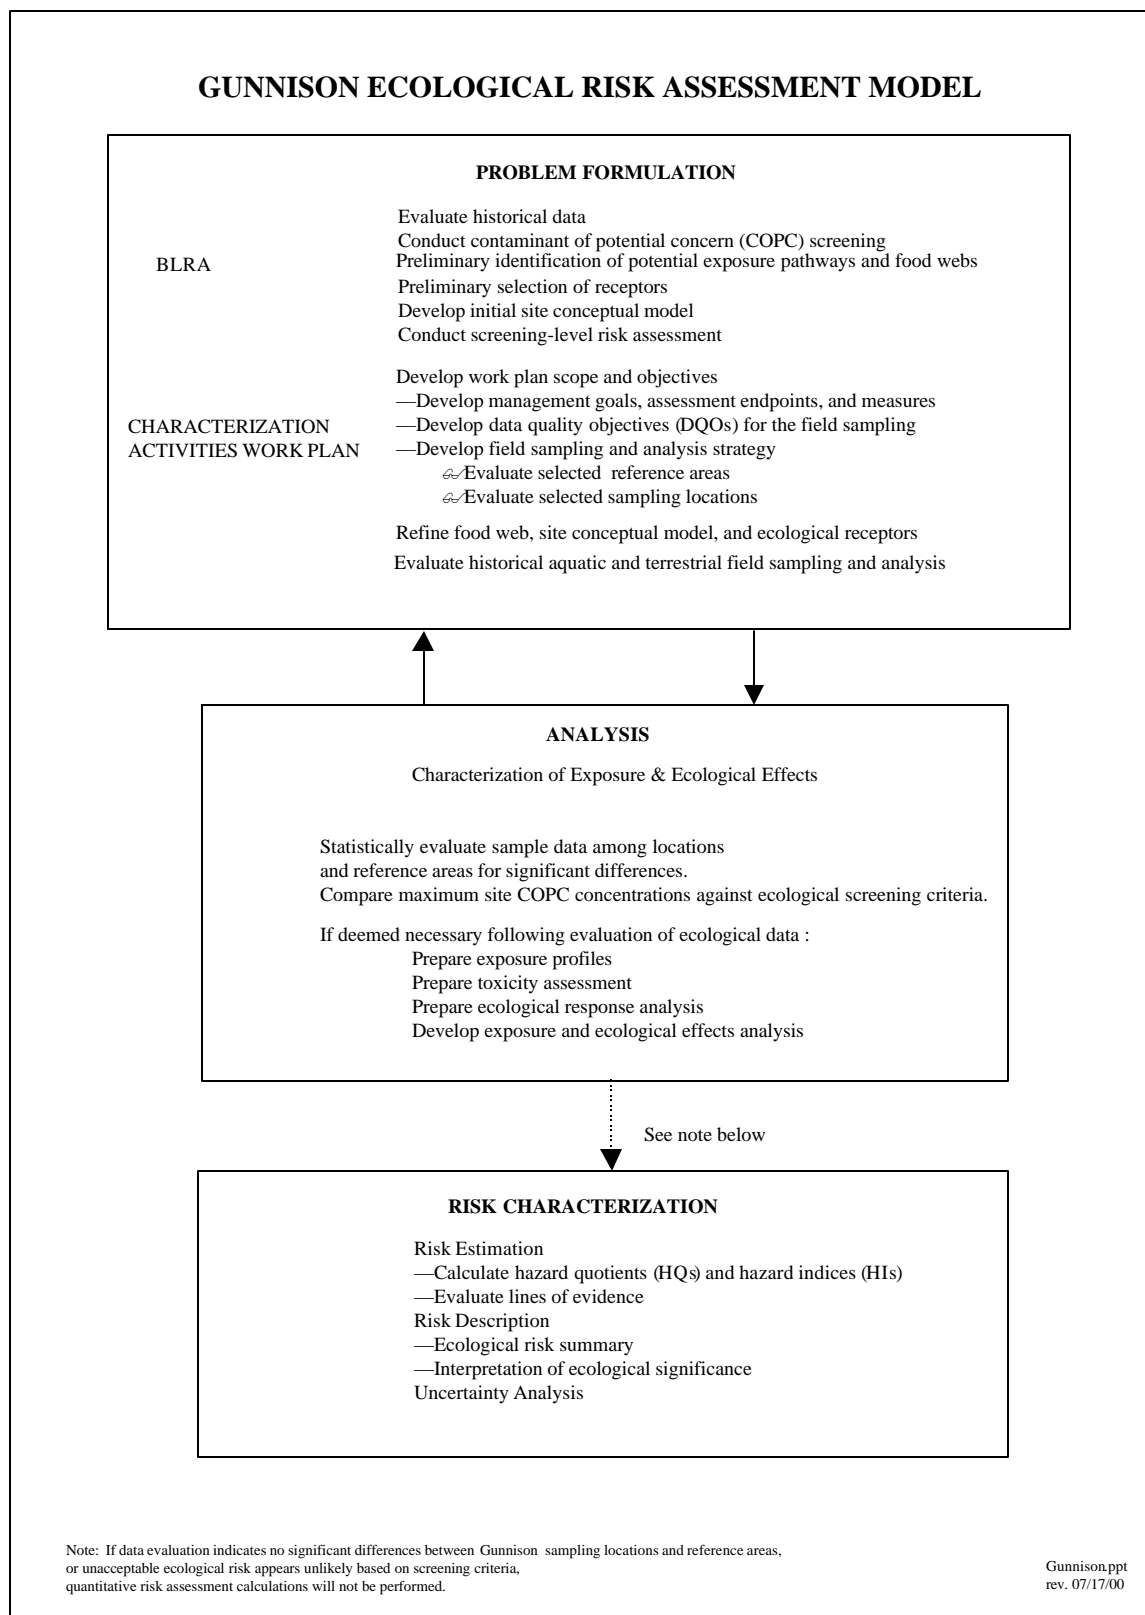 GUNNISON ECOLOGICAL RISK ASSESSMENT MODEL
PROBLEM FORMULATION
BLRA
Evaluate historical data
Conduct contaminant of potential concern (COPC) screening
Preliminary identification of potential exposure pathways and food webs
Preliminary selection of receptors
Develop initial site conceptual model
Conduct screening-level risk assessment
CHARACTERIZATION
ACTIVITIES WORK PLAN
Develop work plan scope and objectives
—Develop management goals, assessment endpoints, and measures
—Develop data quality objectives (DQOs) for the field sampling
—Develop field sampling and analysis strategy
Evaluate selected reference areas
Evaluate selected sampling locations
Refine food web, site conceptual model, and ecological receptors
Evaluate historical aquatic and terrestrial field sampling and analysis
ANALYSIS
Characterization of Exposure & Ecological Effects
Statistically evaluate sample data among locations
and reference areas for significant differences.
Compare maximum site COPC concentrations against ecological screening criteria.
If deemed necessary following evaluation of ecological data :
Prepare exposure profiles
Prepare toxicity assessment
Prepare ecological response analysis
Develop exposure and ecological effects analysis
See note below
RISK CHARACTERIZATION
Risk Estimation
—Calculate hazard quotients (HQs) and hazard indices (HIs)
—Evaluate lines of evidence
Risk Description
—Ecological risk summary
—Interpretation of ecological significance
Uncertainty Analysis
Note: If data evaluation indicates no significant differences between Gunnison sampling locations and reference areas,
or unacceptable ecological risk appears unlikely based on screening criteria,
quantitative risk assessment calculations will not be performed.
Gunnison.ppt
rev. 07/17/00